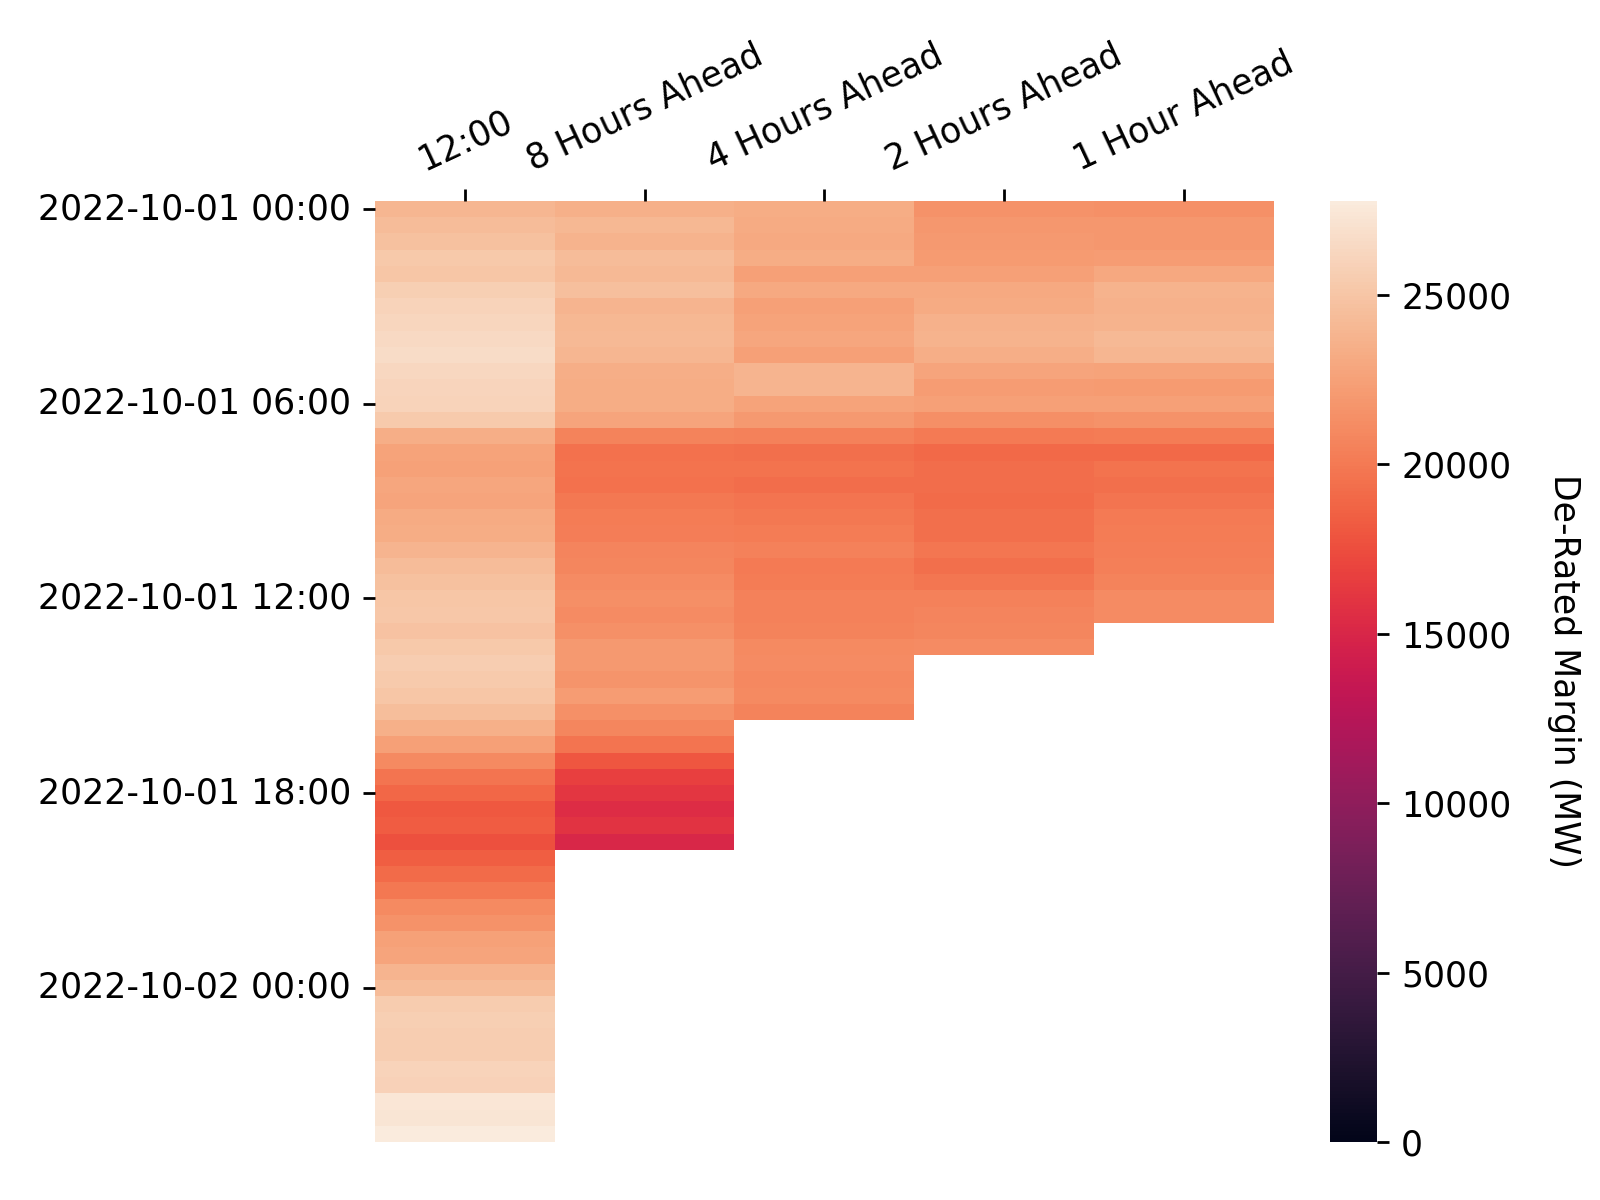 12:00
8 Hours Ahead
4 Hours Ahead
2 Hours Ahead
1 Hour Ahead
2022-10-01 00:00
2022-10-01 06:00
2022-10-01 12:00
2022-10-01 18:00
2022-10-02 00:00
25000
20000
15000
10000
5000
0
De-Rated Margin (MW)